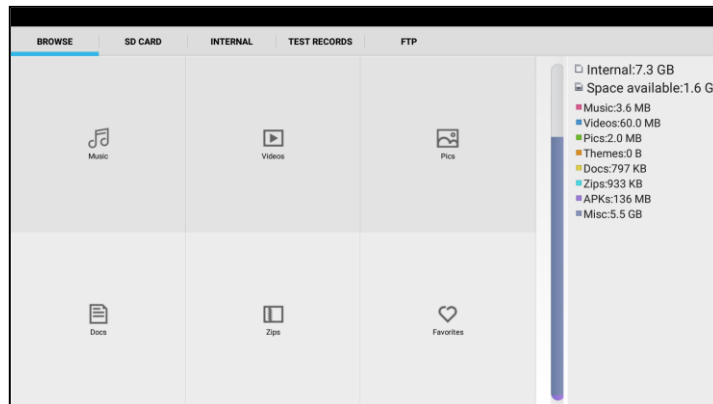 BROWSE SD CARD INTERNAL TEST RECORDS FTP
Music Videos Pics
Docs Zips Favorites
Internal:7.3 GB
Space available:1.6 G
Music:3.6 MB
Videos:60.0 MB
Pics:2.0 MB
Themes:0 B
Docs:797 KB
Zips:933 KB
APKs:136 MB
Misc:5.5 GB